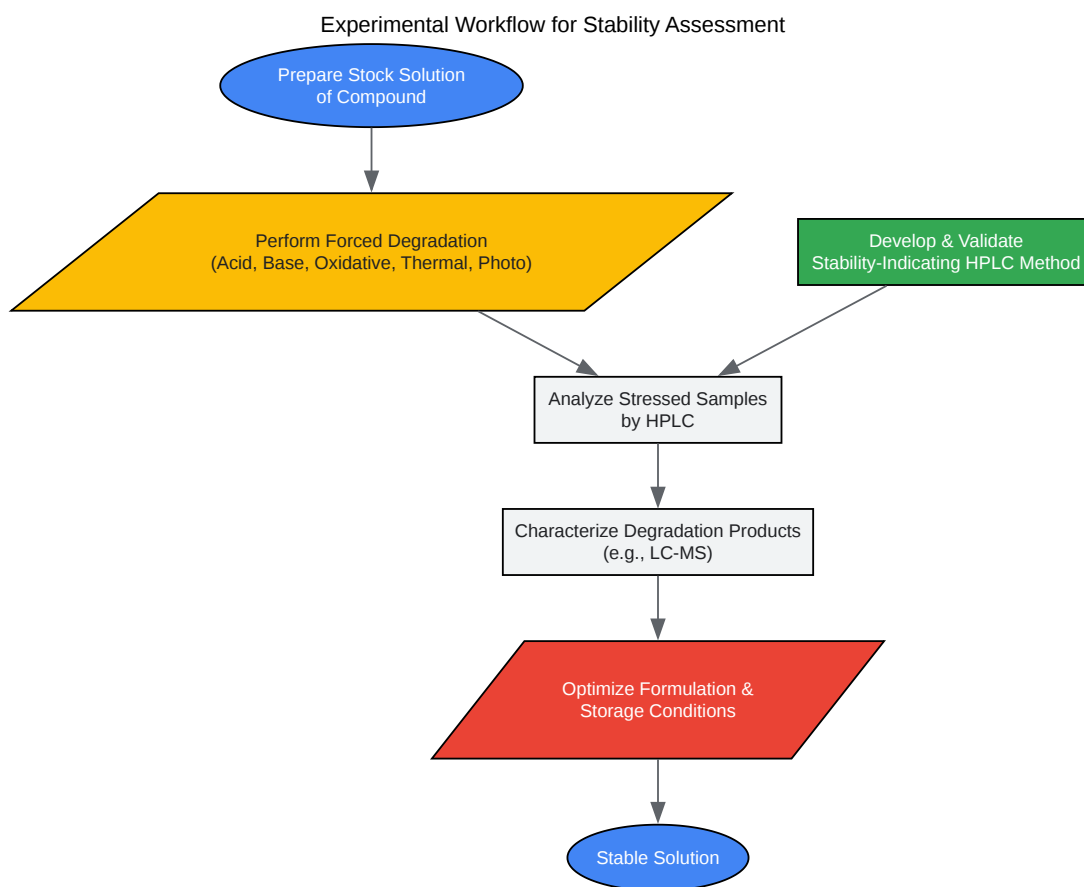 Experimental Workflow for Stability Assessment
Prepare Stock Solution
of Compound
Perform Forced Degradation
(Acid, Base, Oxidative, Thermal, Photo)
Develop & Validate
Stability-Indicating HPLC Method
Analyze Stressed Samples
by HPLC
Characterize Degradation Products
(e.g., LC-MS)
Optimize Formulation &
Storage Conditions
Stable Solution